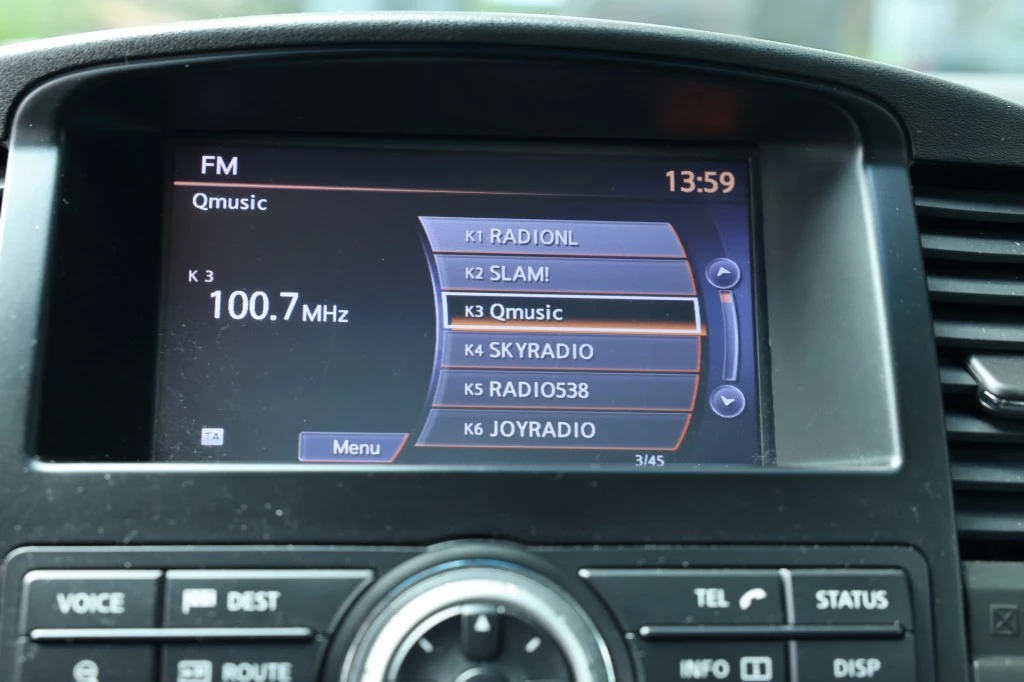 FM
13:59
Qmusic
K 3
100.7 MHz
K1 RADIONL
K2 SLAM!
K3 Qmusic
K4 SKYRADIO
K5 RADIO538
K6 JOYRADIO
TA
Menu
3/45
VOICE
DEST
TEL
STATUS
ROUTE
INFO
DISP